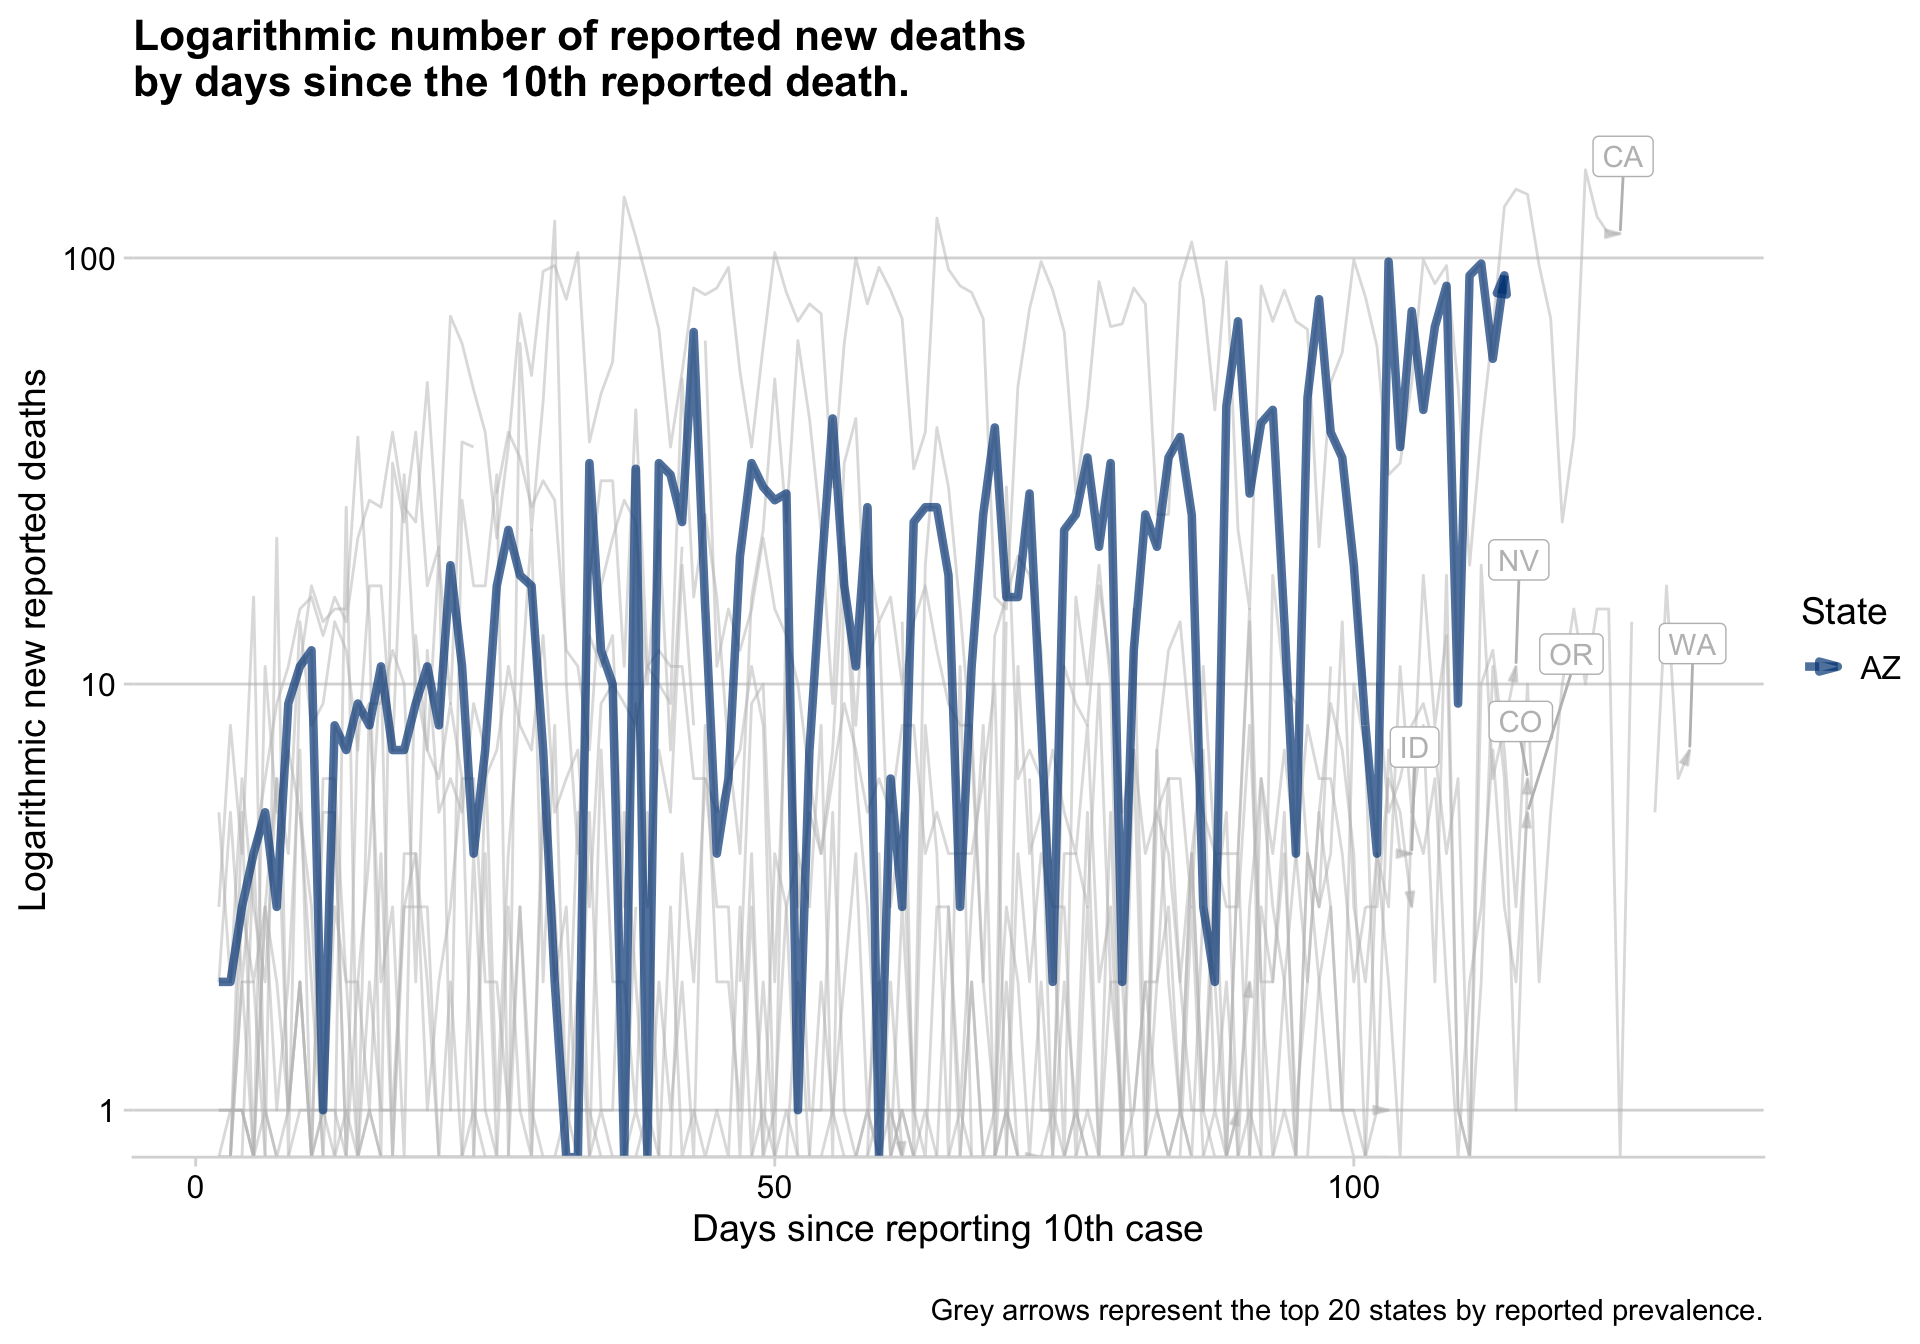 Logarithmic number of reported new deaths
by days since the 10th reported death.
Logarithmic new reported deaths
100
10
1
CA
NV
OR
WA
CO
ID
State
AZ
0
50
100
Days since reporting 10th case
Grey arrows represent the top 20 states by reported prevalence.